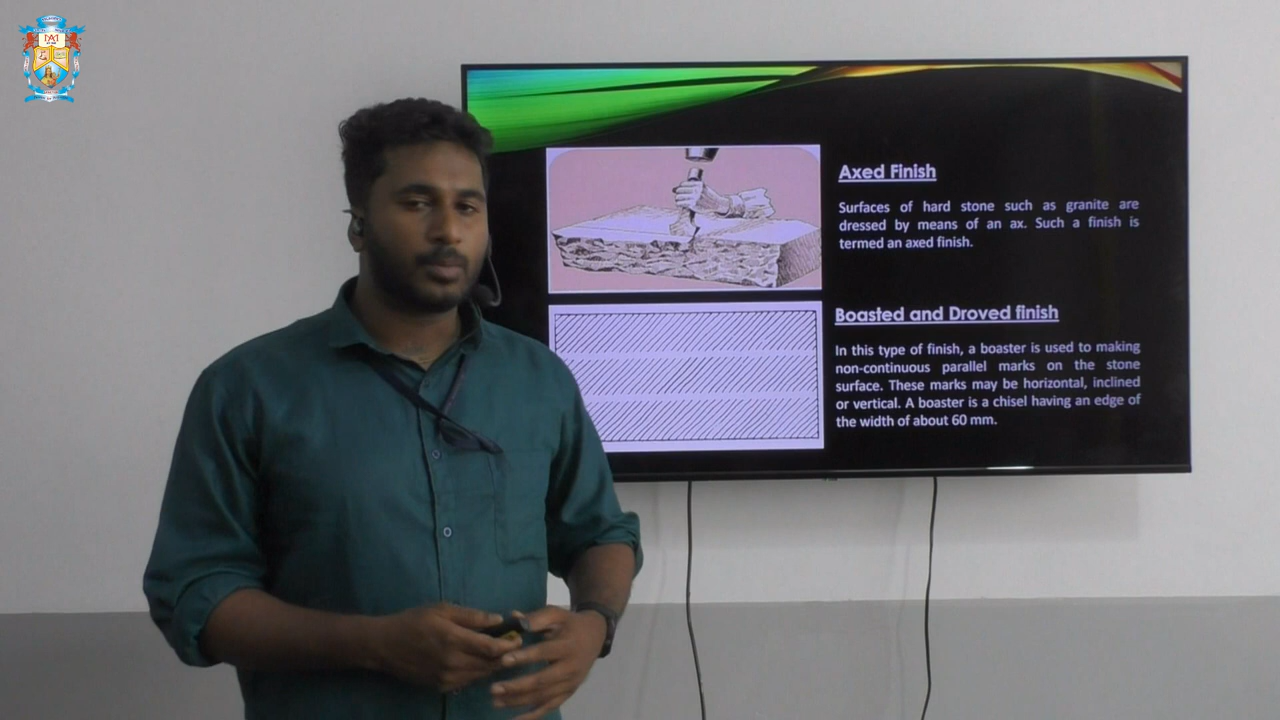 Axed Finish
Surfaces of hard stone such as granite are
dressed by means of an ax. Such a finish is
termed an axed finish.
Boasted and Droved finish
In this type of finish, a boaster is used to making
non-continuous parallel marks on the stone
surface. These marks may be horizontal, inclined
or vertical. A boaster is a chisel having an edge of
the width of about 60 mm.